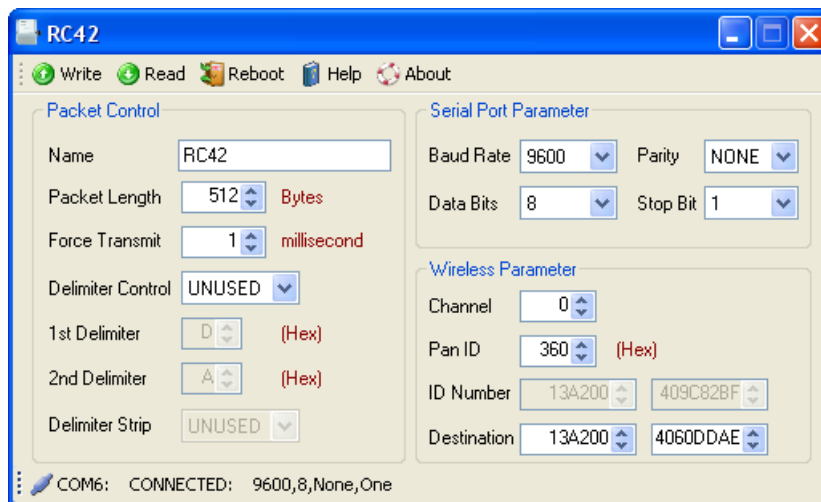 RC42
Write Read Reboot Help About
Packet Control
Name RC42
Packet Length 512 Bytes
Force Transmit 1 millisecond
Delimiter Control UNUSED
1st Delimiter D (Hex)
2nd Delimiter A (Hex)
Delimiter Strip UNUSED
Serial Port Parameter
Baud Rate 9600 Parity NONE
Data Bits 8 Stop Bit 1
Wireless Parameter
Channel 0
Pan ID 360 (Hex)
ID Number 13A200 409C82BF
Destination 13A200 4060DDAE
COM6: CONNECTED: 9600,8,None,One